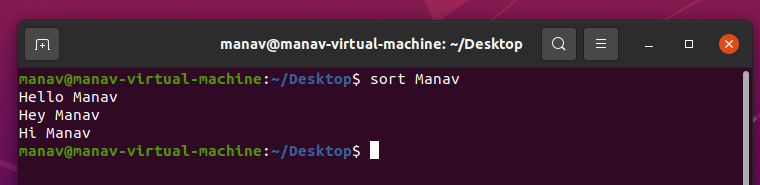 manav@manav-virtual-machine: ~/Desktop
manav@manav-virtual-machine:~/Desktop$ sort Manav
Hello Manav
Hey Manav
Hi Manav
manav@manav-virtual-machine:~/Desktop$